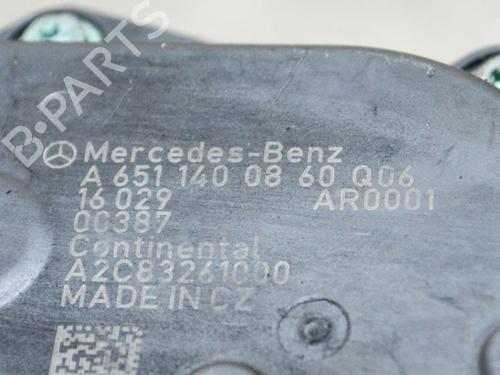 B-PARTS
Mercedes-Benz
A 651 140 08 60 Q06
16 029 AR0001
00387
Continental
A2C83261000
MADE IN CZ